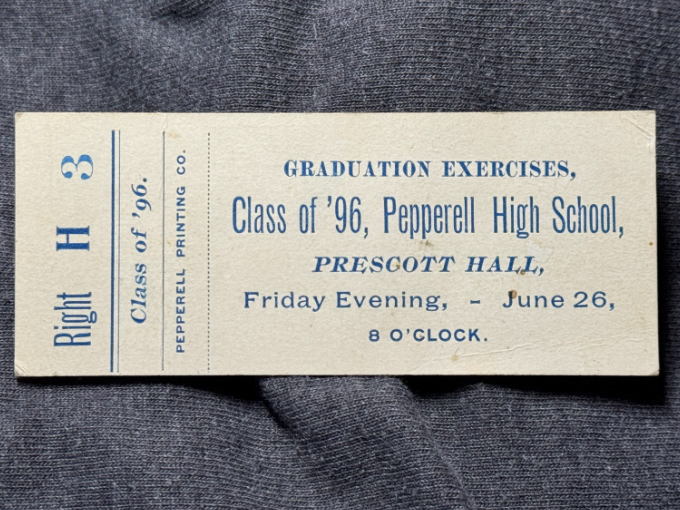 Right H 3
Class of '96.
PEPPERELL PRINTING CO.
GRADUATION EXERCISES,
Class of '96, Pepperell High School,
PRESCOTT HALL,
Friday Evening, - June 26,
8 O'CLOCK.